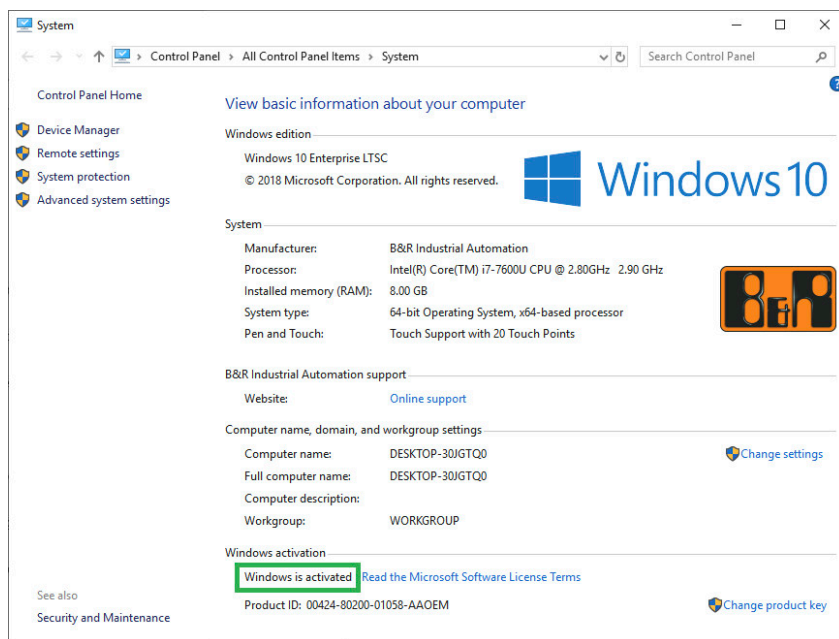 System
Control Panel > All Control Panel Items > System
Search Control Panel
?
Control Panel Home
Device Manager
Remote settings
System protection
Advanced system settings
See also
Security and Maintenance
View basic information about your computer
Windows edition
Windows 10 Enterprise LTSC
© 2018 Microsoft Corporation. All rights reserved.
Windows 10
System
Manufacturer: B&R Industrial Automation
Processor: Intel(R) Core(TM) i7-7600U CPU @ 2.80GHz 2.90 GHz
Installed memory (RAM): 8.00 GB
System type: 64-bit Operating System, x64-based processor
Pen and Touch: Touch Support with 20 Touch Points
B&R
B&R Industrial Automation support
Website: Online support
Computer name, domain, and workgroup settings
Computer name: DESKTOP-30JGTQ0 Change settings
Full computer name: DESKTOP-30JGTQ0
Computer description:
Workgroup: WORKGROUP
Windows activation
Windows is activated Read the Microsoft Software License Terms
Product ID: 00424-80200-01058-AAOEM Change product key